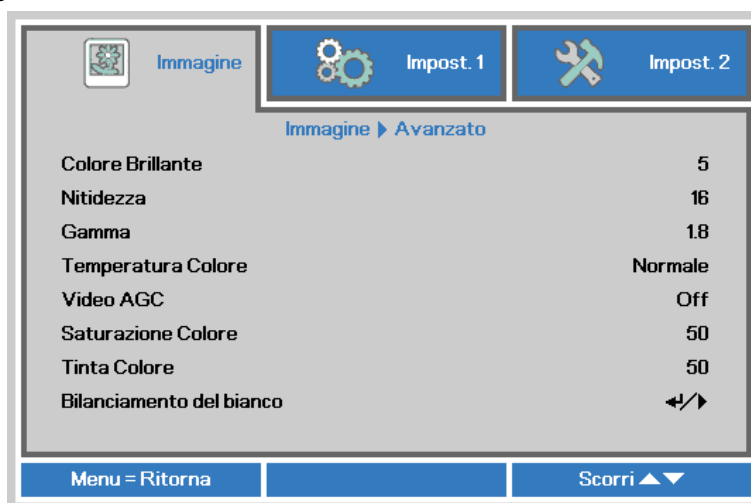 Immagine Impost. 1 Impost. 2
Immagine ▶ Avanzato
Colore Brillante 5
Nitidezza 16
Gamma 1.8
Temperatura Colore Normale
Video AGC Off
Saturazione Colore 50
Tinta Colore 50
Bilanciamento del bianco ↵/▶
Menu = Ritorna Scorri ▲▼